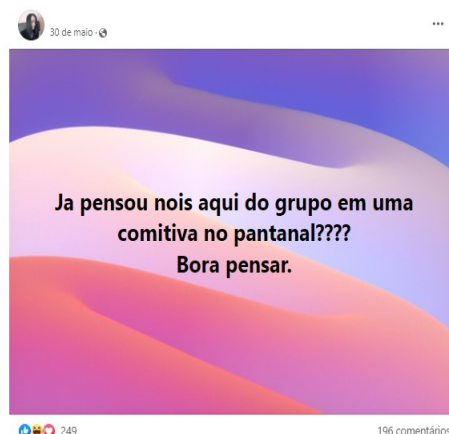 30 de maio ·
Ja pensou nois aqui do grupo em uma
comitiva no pantanal????
Bora pensar.
249
196 comentários